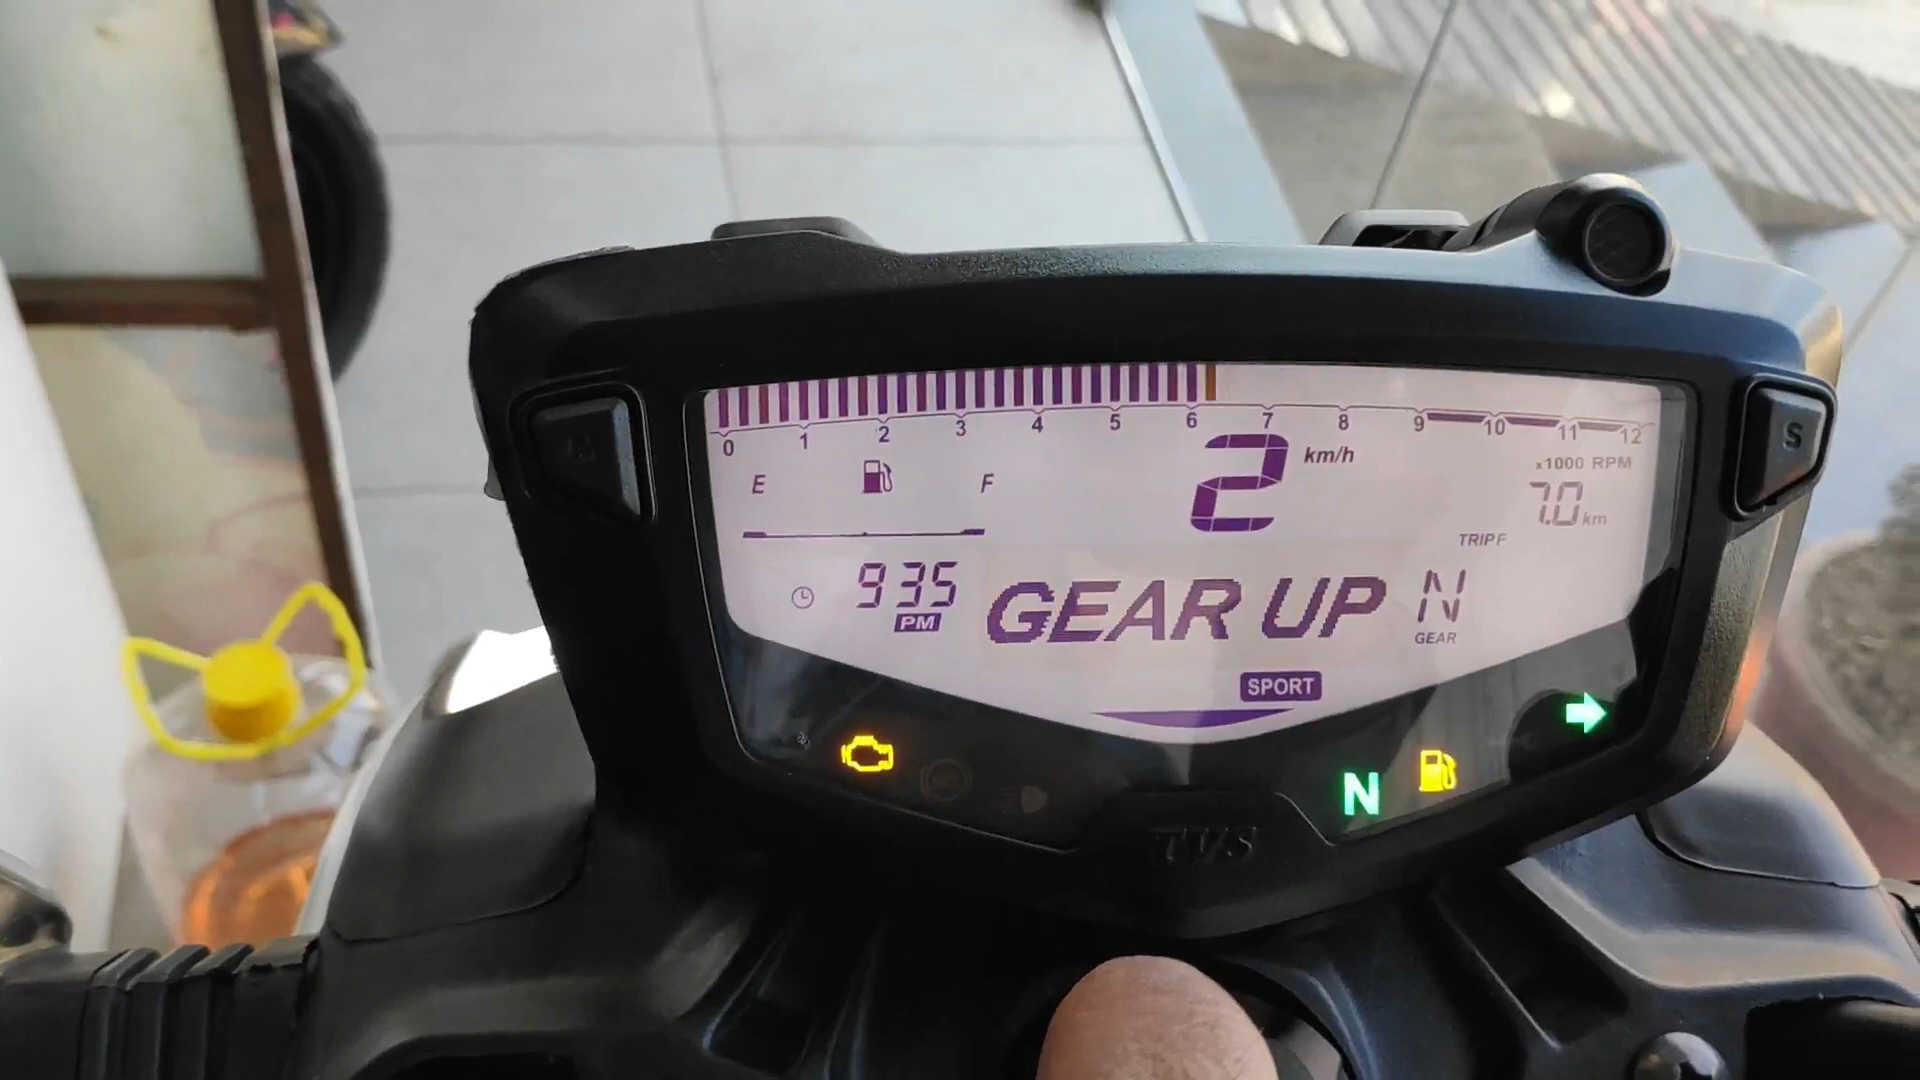 0 1 2 3 4 5 6 7 8 9 10 11 12
x1000 RPM
E F
2 km/h
7.0 km
TRIP F
9 35
PM
GEAR UP
N
GEAR
SPORT
N
TVS
S